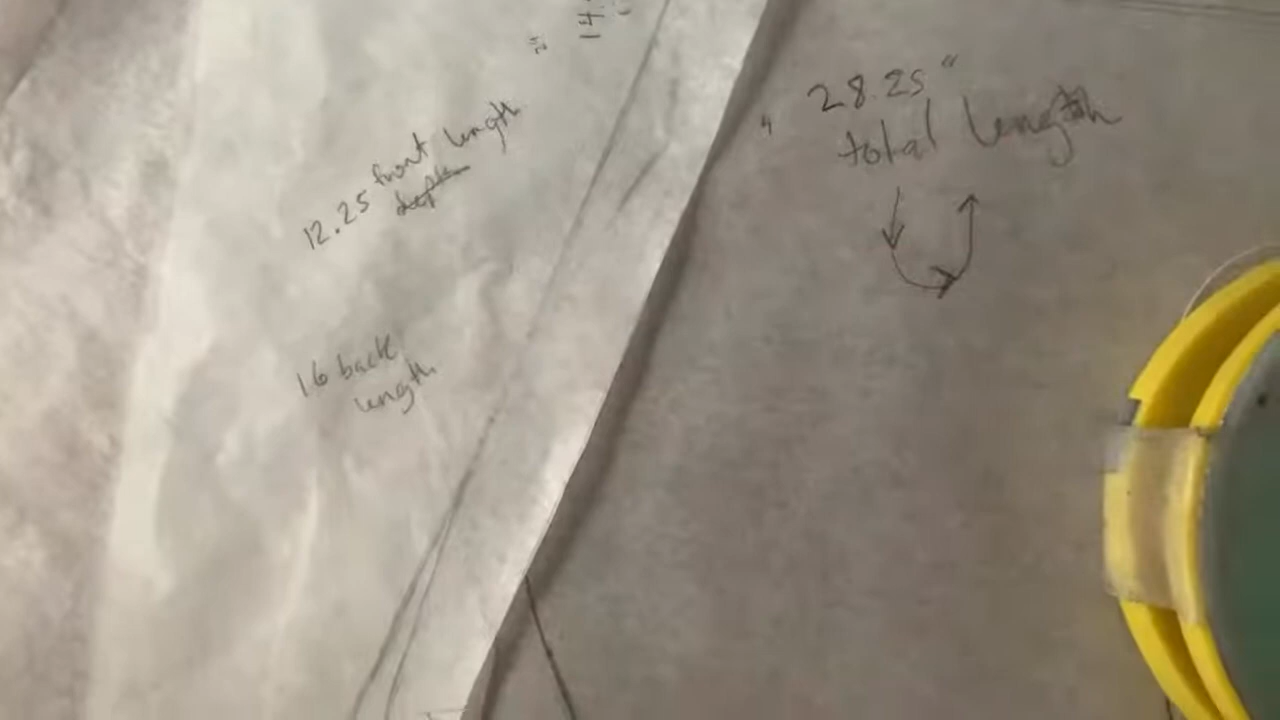 12.25 front length
16 back
length
28.25"
total length